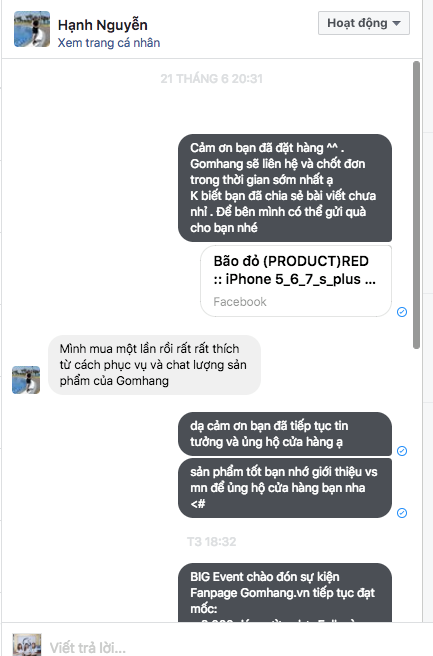 Hạnh Nguyễn
Hoạt động
Xem trang cá nhân
21 THÁNG 6 20:31
Cảm ơn bạn đã đặt hàng ^^ .
Gomhang sẽ liên hệ và chốt đơn
trong thời gian sớm nhất ạ
K biết bạn đã chia sẻ bài viết chưa
nhỉ . Để bên mình có thể gửi quà
cho bạn nhé
Bão đỏ (PRODUCT)RED
:: iPhone 5_6_7_s_plus ...
Facebook
Mình mua một lần rồi rất rất thích
từ cách phục vụ và chat lượng sản
phẩm của Gomhang
dạ cảm ơn bạn đã tiếp tục tin
tưởng và ủng hộ cửa hàng ạ
sản phẩm tốt bạn nhớ giới thiệu vs
mn để ủng hộ cửa hàng bạn nha
<#
T3 18:32
BIG Event chào đón sự kiện
Fanpage Gomhang.vn tiếp tục đạt
mốc:
Viết trả lời...